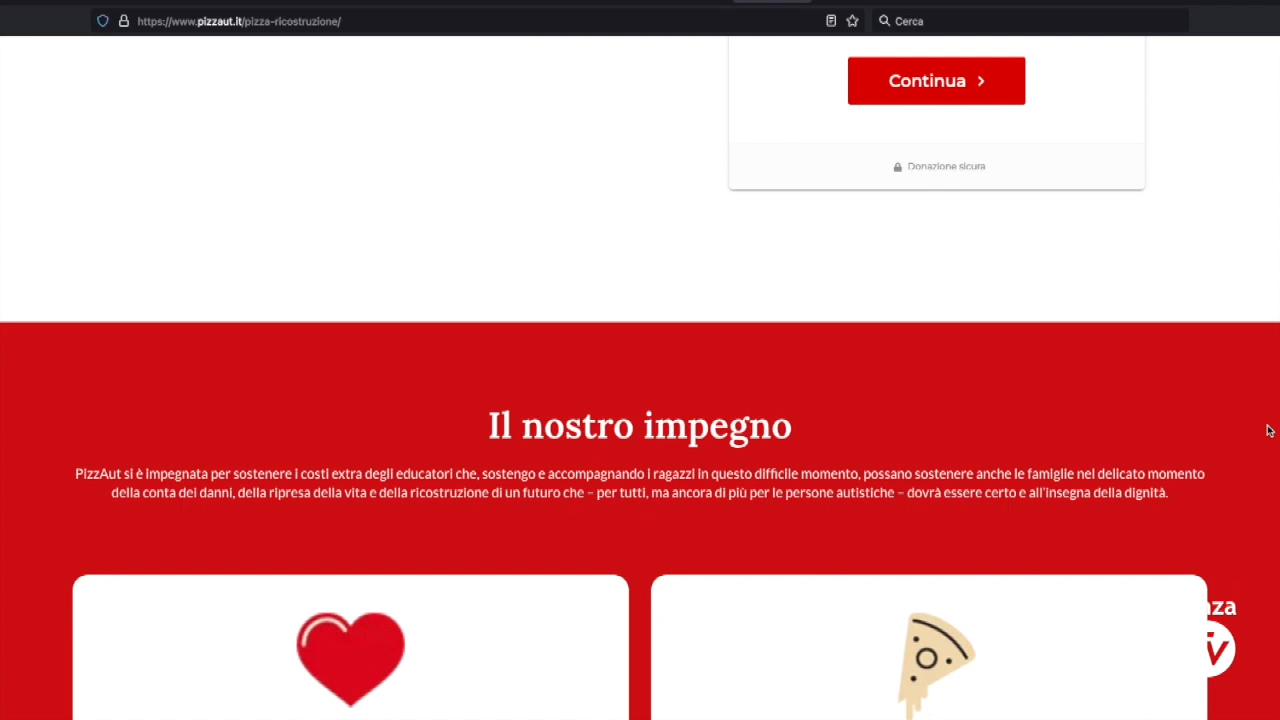 https://www.pizzaut.it/pizza-ricostruzione/
Cerca
Continua
Donazione sicura
Il nostro impegno
PizzAut si è impegnata per sostenere i costi extra degli educatori che, sostengo e accompagnando i ragazzi in questo difficile momento, possano sostenere anche le famiglie nel delicato momento
della conta dei danni, della ripresa della vita e della ricostruzione di un futuro che – per tutti, ma ancora di più per le persone autistiche – dovrà essere certo e all'insegna della dignità.